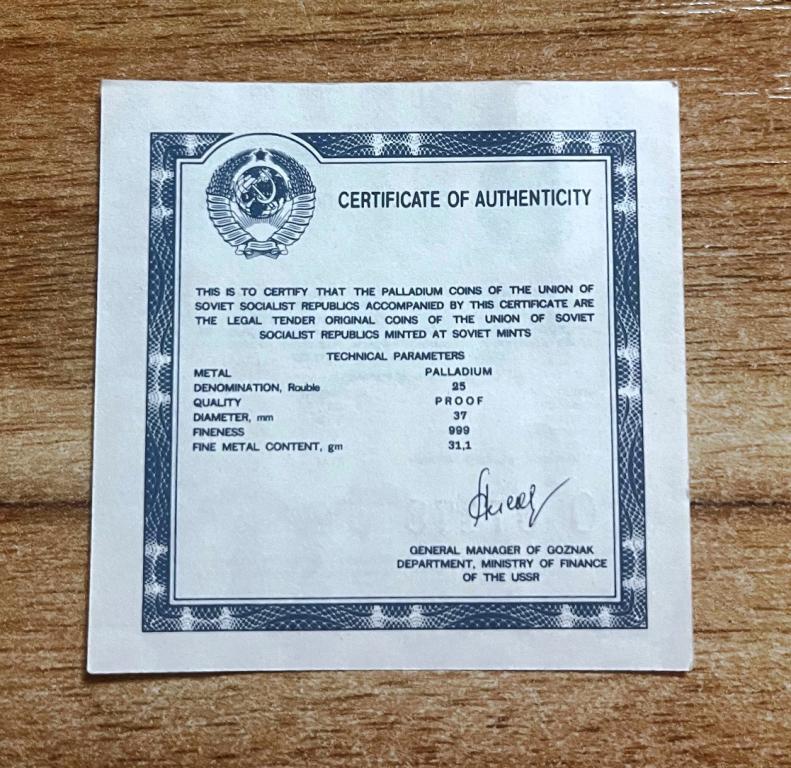 CERTIFICATE OF AUTHENTICITY
THIS IS TO CERTIFY THAT THE PALLADIUM COINS OF THE UNION OF
SOVIET SOCIALIST REPUBLICS ACCOMPANIED BY THIS CERTIFICATE ARE
THE LEGAL TENDER ORIGINAL COINS OF THE UNION OF SOVIET
SOCIALIST REPUBLICS MINTED AT SOVIET MINTS
TECHNICAL PARAMETERS
METAL PALLADIUM
DENOMINATION, Rouble 25
QUALITY PROOF
DIAMETER, mm 37
FINENESS 999
FINE METAL CONTENT, gm 31,1
GENERAL MANAGER OF GOZNAK
DEPARTMENT, MINISTRY OF FINANCE
OF THE USSR